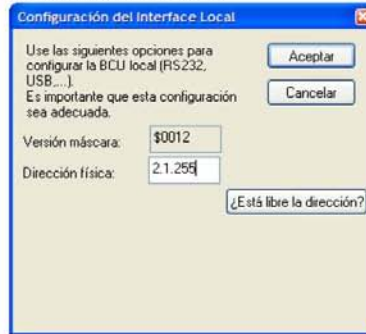 Configuración del Interface Local
Use las siguientes opciones para
configurar la BCU local (RS232,
USB,...).
Es importante que esta configuración
sea adecuada.
Aceptar
Cancelar
Versión máscara: $0012
Dirección física: 2.1.255
¿Está libre la dirección?